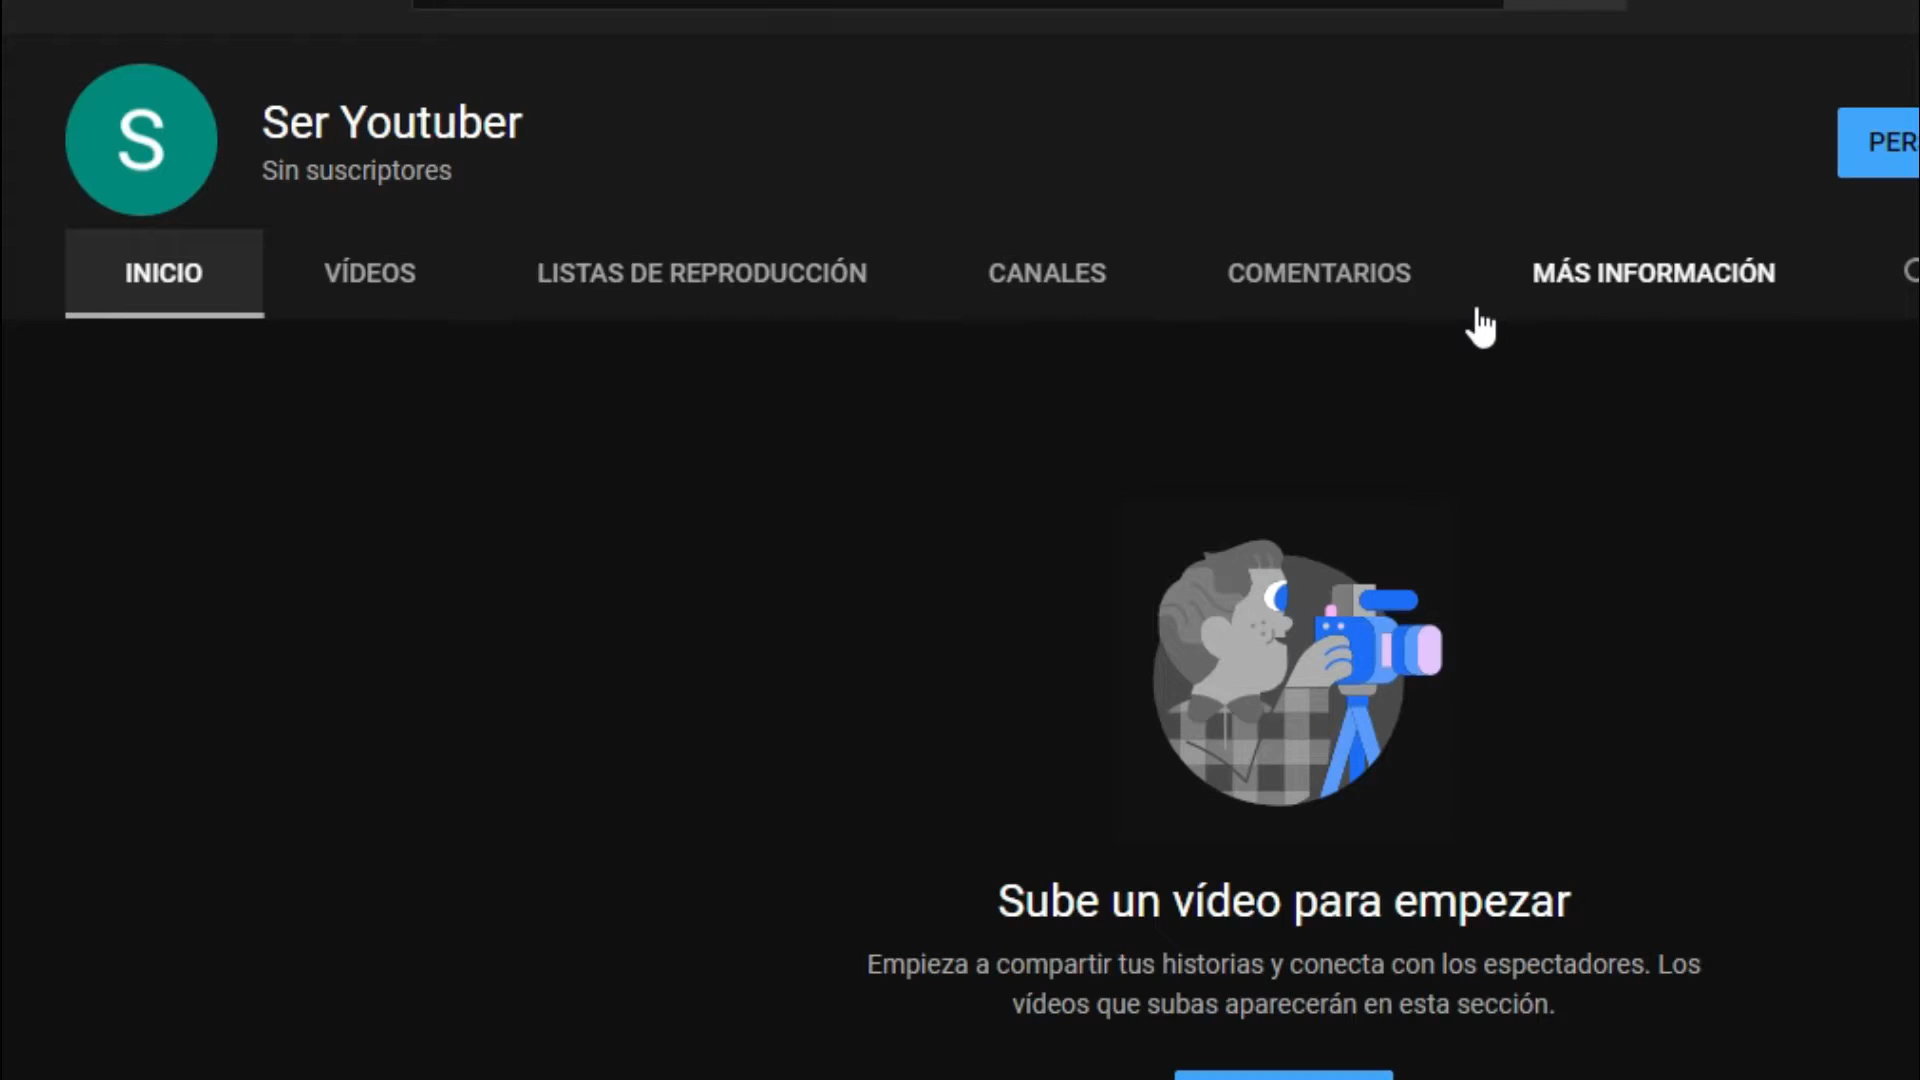 S
Ser Youtuber
Sin suscriptores
INICIO VÍDEOS LISTAS DE REPRODUCCIÓN CANALES COMENTARIOS MÁS INFORMACIÓN
Sube un vídeo para empezar
Empieza a compartir tus historias y conecta con los espectadores. Los
vídeos que subas aparecerán en esta sección.